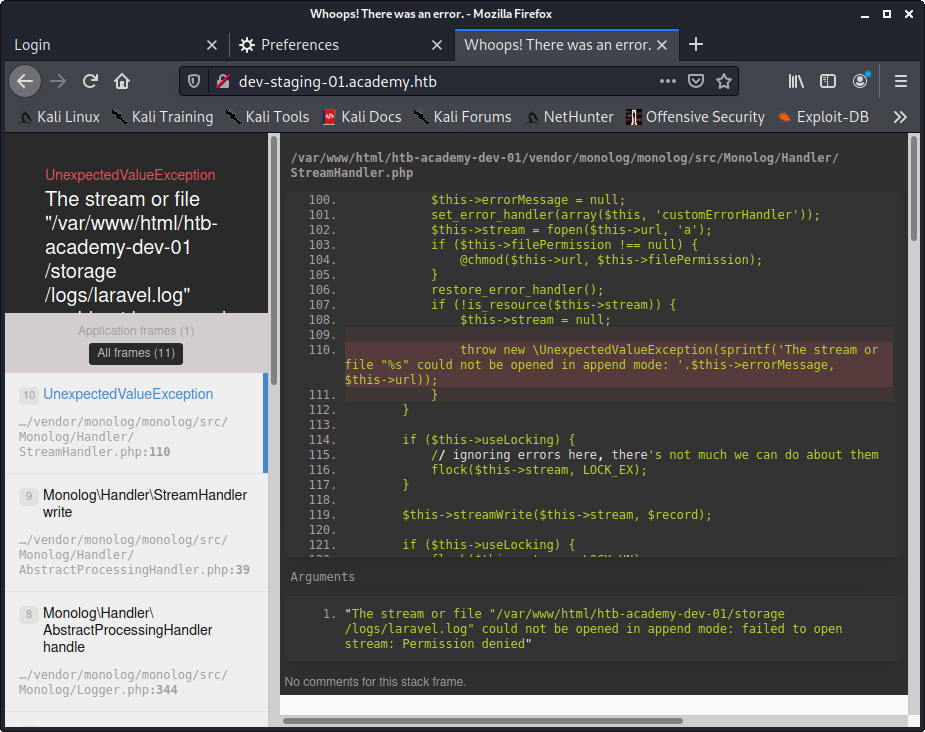 Whoops! There was an error. - Mozilla Firefox
Login
Preferences
Whoops! There was an error.
dev-staging-01.academy.htb
Kali Linux
Kali Training
Kali Tools
Kali Docs
Kali Forums
NetHunter
Offensive Security
Exploit-DB
UnexpectedValueException
The stream or file
"/var/www/html/htb-
academy-dev-01
/storage
/logs/laravel.log"
Application frames (1)
All frames (11)
10 UnexpectedValueException
…/vendor/monolog/monolog/src/
Monolog/Handler/
StreamHandler.php:110
9 Monolog\Handler\StreamHandler
write
…/vendor/monolog/monolog/src/
Monolog/Handler/
AbstractProcessingHandler.php:39
8 Monolog\Handler\
AbstractProcessingHandler
handle
…/vendor/monolog/monolog/src/
Monolog/Logger.php:344
/var/www/html/htb-academy-dev-01/vendor/monolog/monolog/src/Monolog/Handler/
StreamHandler.php
100. $this->errorMessage = null;
101. set_error_handler(array($this, 'customErrorHandler'));
102. $this->stream = fopen($this->url, 'a');
103. if ($this->filePermission !== null) {
104. @chmod($this->url, $this->filePermission);
105. }
106. restore_error_handler();
107. if (!is_resource($this->stream)) {
108. $this->stream = null;
109.
110. throw new \UnexpectedValueException(sprintf('The stream or
file "%s" could not be opened in append mode: '.$this->errorMessage,
$this->url));
111. }
112. }
113.
114. if ($this->useLocking) {
115. // ignoring errors here, there's not much we can do about them
116. flock($this->stream, LOCK_EX);
117. }
118.
119. $this->streamWrite($this->stream, $record);
120.
121. if ($this->useLocking) {
Arguments
1. "The stream or file "/var/www/html/htb-academy-dev-01/storage
/logs/laravel.log" could not be opened in append mode: failed to open
stream: Permission denied"
No comments for this stack frame.